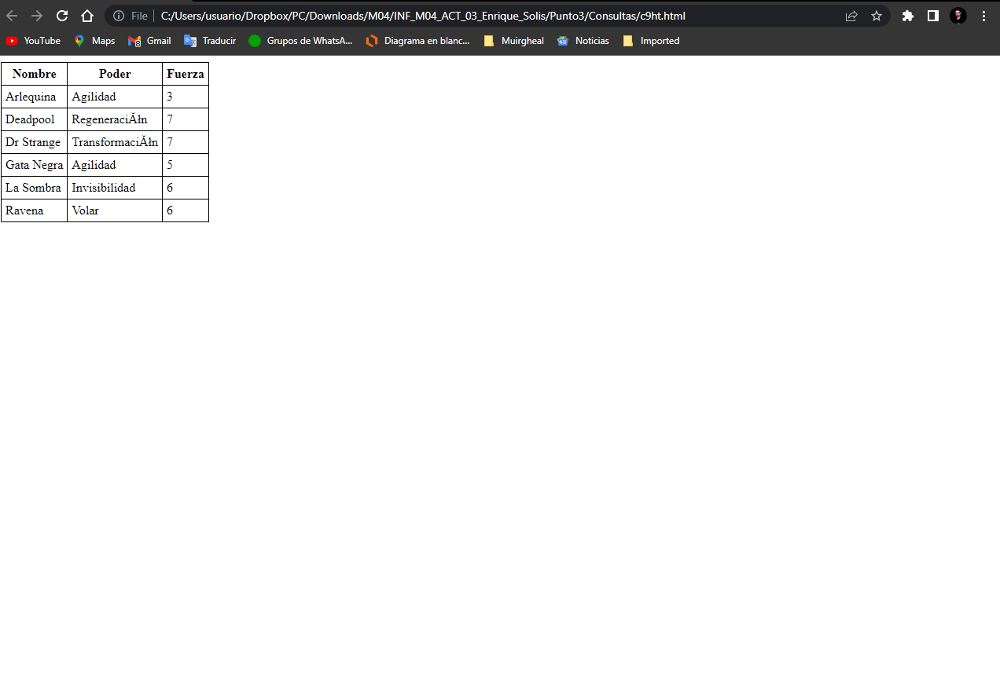 File C:/Users/usuario/Dropbox/PC/Downloads/M04/INF_M04_ACT_03_Enrique_Solis/Punto3/Consultas/c9ht.html
YouTube Maps Gmail Traducir Grupos de WhatsA... Diagrama en blanc... Muirgheal Noticias Imported
Nombre Poder Fuerza
Arlequina Agilidad 3
Deadpool RegeneraciĂłn 7
Dr Strange TransformaciĂłn 7
Gata Negra Agilidad 5
La Sombra Invisibilidad 6
Ravena Volar 6